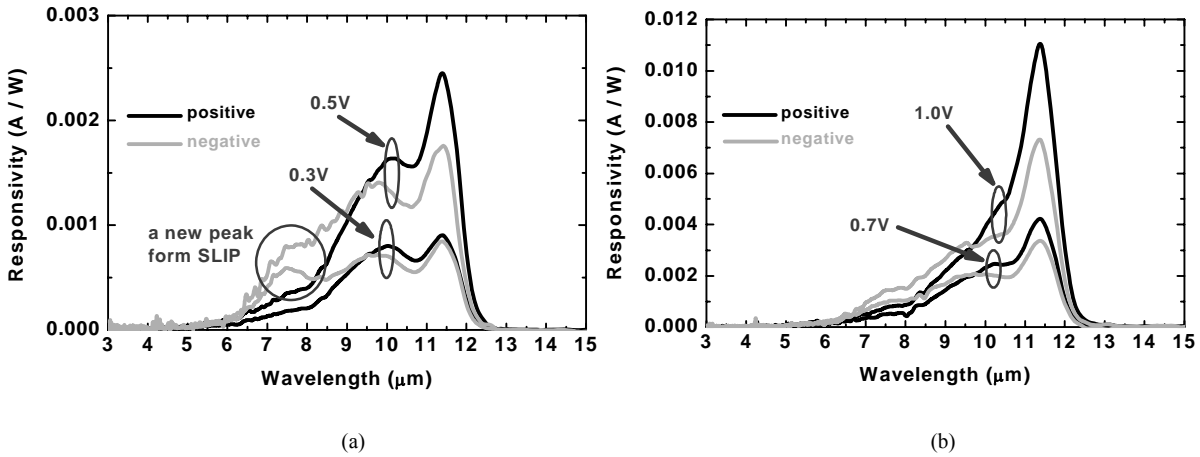 0.003
0.002
0.001
0.000
Responsivity (A / W)
positive
negative
0.5V
0.3V
a new peak
form SLIP
3 4 5 6 7 8 9 10 11 12 13 14 15
Wavelength (μm)
(a)
0.012
0.010
0.008
0.006
0.004
0.002
0.000
Responsivity (A / W)
positive
negative
1.0V
0.7V
3 4 5 6 7 8 9 10 11 12 13 14 15
Wavelength (μm)
(b)